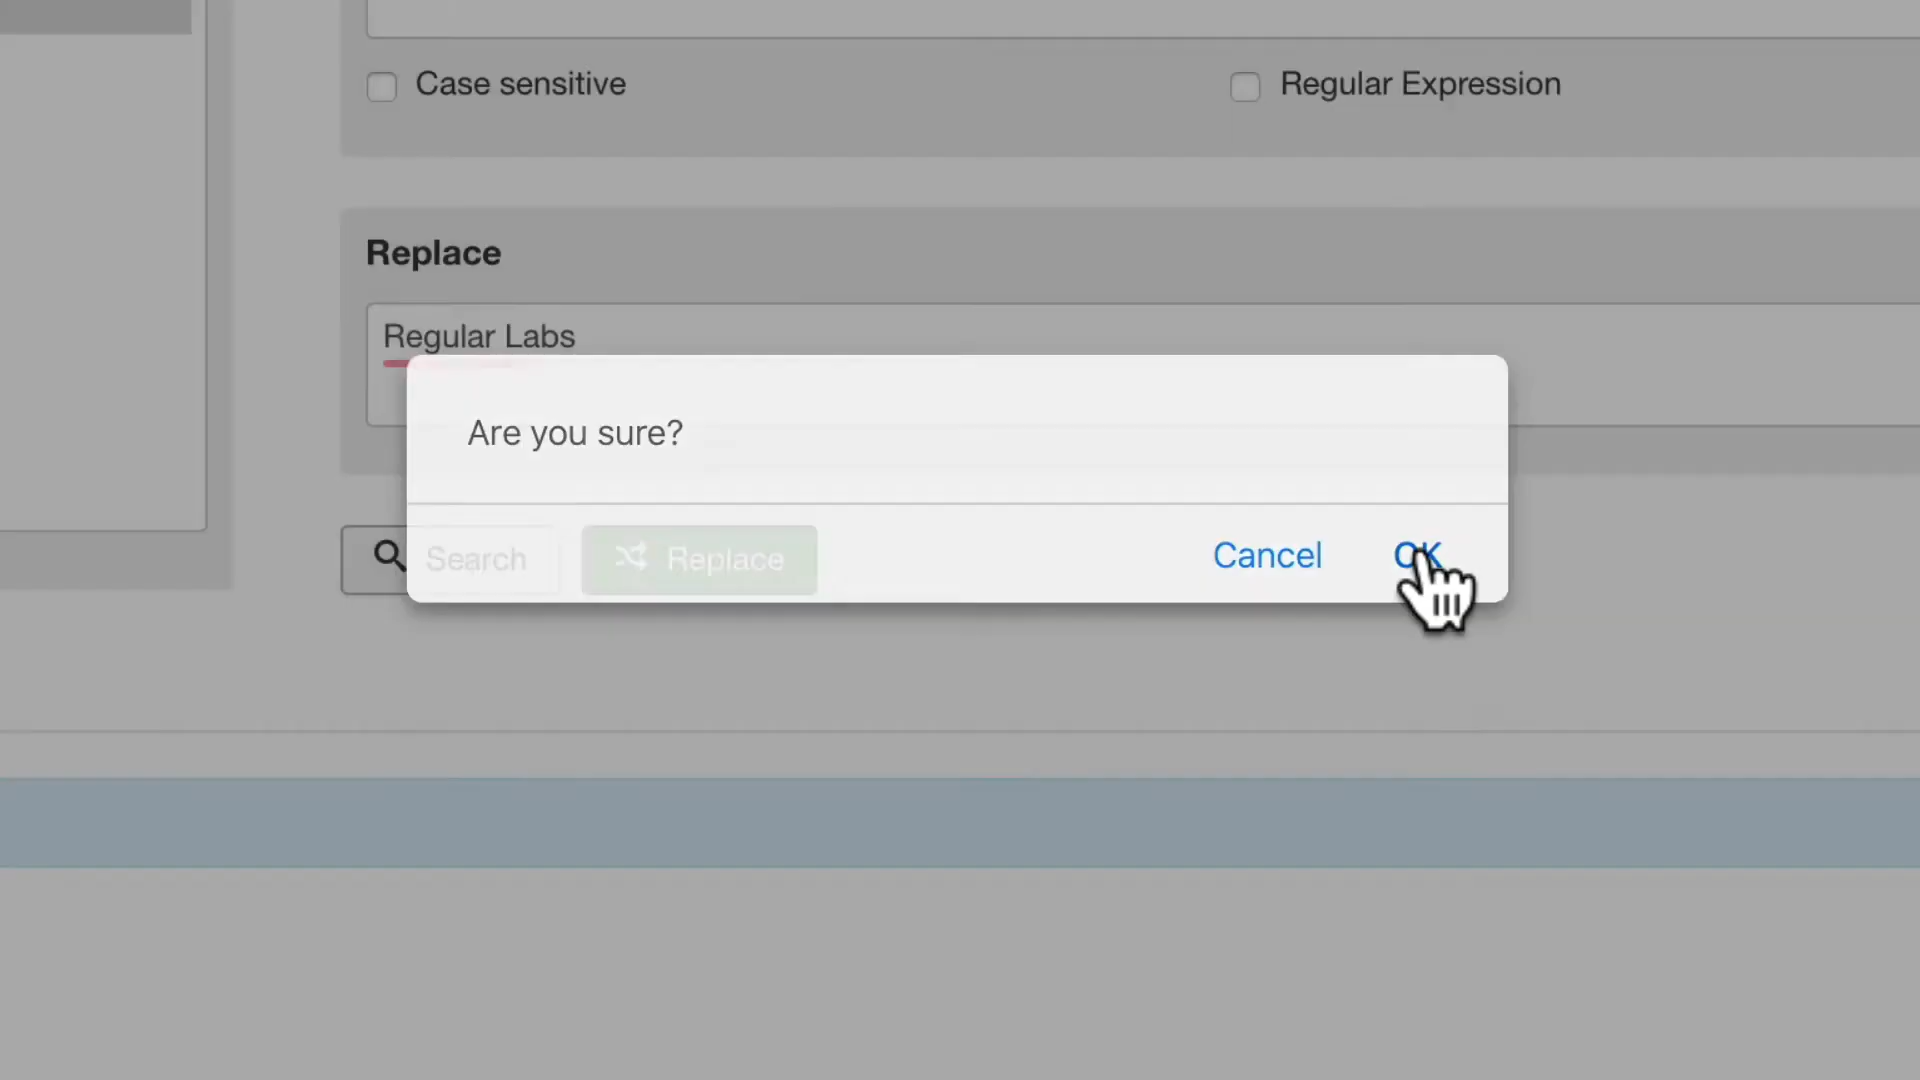 Case sensitive
Regular Expression
Replace
Regular Labs
Are you sure?
Search
Replace
Cancel
OK